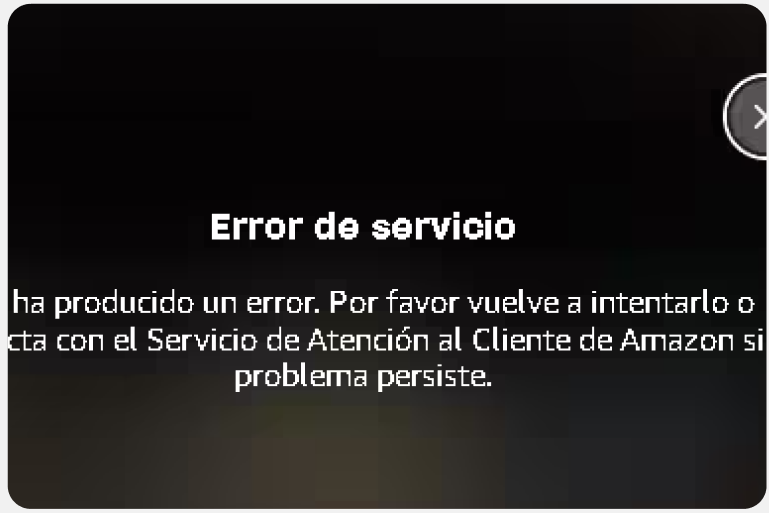 Error de servicio
ha producido un error. Por favor vuelve a intentarlo o
cta con el Servicio de Atención al Cliente de Amazon si
problema persiste.